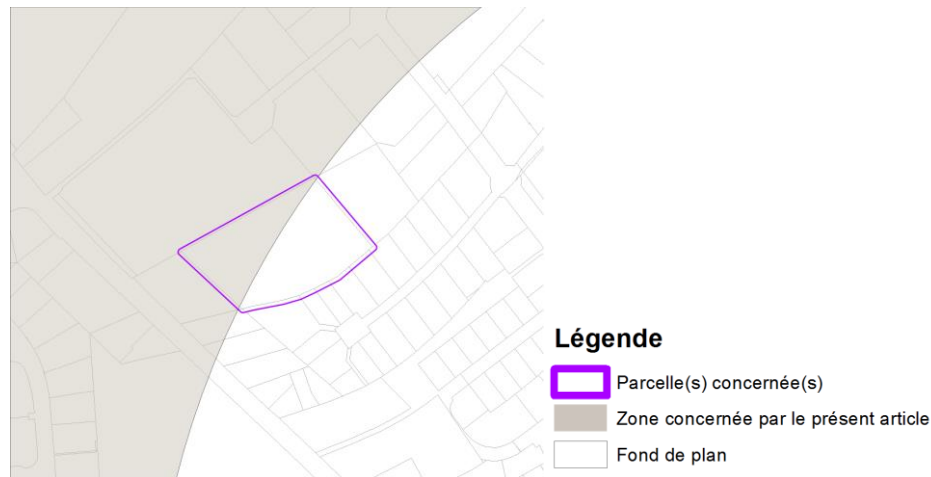 Légende
Parcelle(s) concernée(s)
Zone concernée par le présent article
Fond de plan